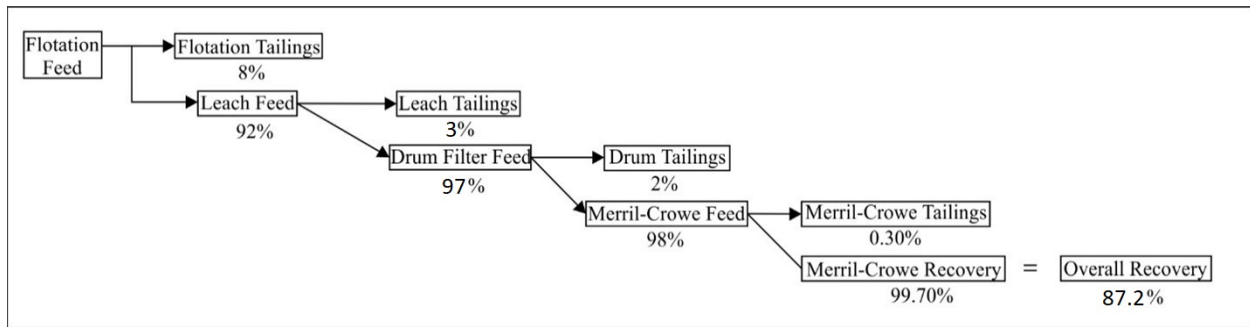 Flotation
Feed
Flotation Tailings
8%
Leach Feed
92%
Leach Tailings
3%
Drum Filter Feed
97%
Drum Tailings
2%
Merril-Crowe Feed
98%
Merril-Crowe Tailings
0.30%
Merril-Crowe Recovery = Overall Recovery
99.70% 87.2%